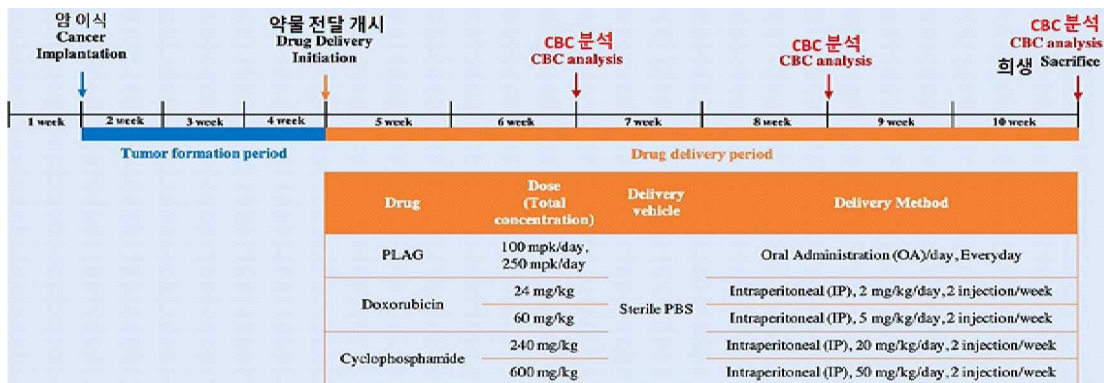 암 이식
Cancer
Implantation
약물 전달 개시
Drug Delivery
Initiation
CBC 분석
CBC analysis
CBC 분석
CBC analysis
CBC 분석
CBC analysis
희생 Sacrifice
1 week 2 week 3 week 4 week 5 week 6 week 7 week 8 week 9 week 10 week
Tumor formation period Drug delivery period
Drug
Dose
(Total
concentration)
Delivery
vehicle
Delivery Method
PLAG
100 mpk/day,
250 mpk/day
Oral Administration (OA)/day, Everyday
Doxorubicin
24 mg/kg
Intraperitoneal (IP), 2 mg/kg/day, 2 injection/week
60 mg/kg
Sterile PBS
Intraperitoneal (IP), 5 mg/kg/day, 2 injection/week
Cyclophosphamide
240 mg/kg
Intraperitoneal (IP), 20 mg/kg/day, 2 injection/week
600 mg/kg
Intraperitoneal (IP), 50 mg/kg/day, 2 injection/week